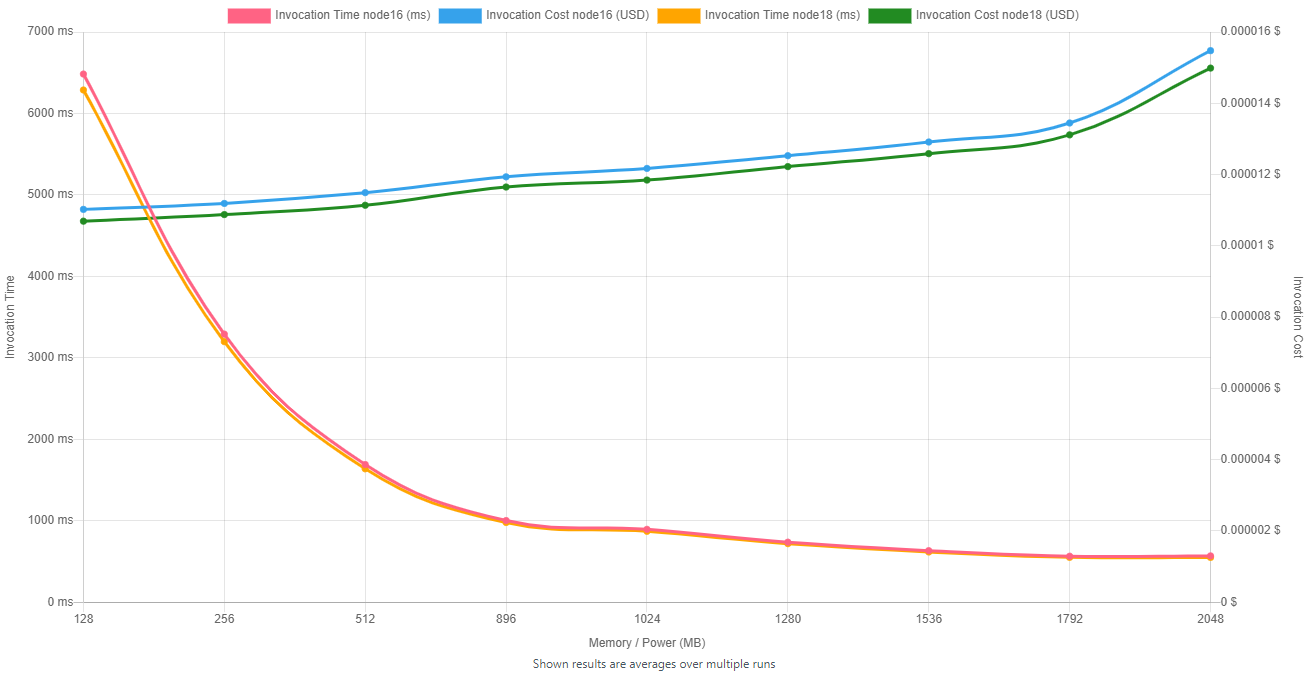 Invocation Time node16 (ms) Invocation Cost node16 (USD) Invocation Time node18 (ms) Invocation Cost node18 (USD)
7000 ms
6000 ms
5000 ms
4000 ms
3000 ms
2000 ms
1000 ms
0 ms
Invocation Time
0.000016 $
0.000014 $
0.000012 $
0.00001 $
0.000008 $
0.000006 $
0.000004 $
0.000002 $
0 $
Invocation Cost
128 256 512 896 1024 1280 1536 1792 2048
Memory / Power (MB)
Shown results are averages over multiple runs